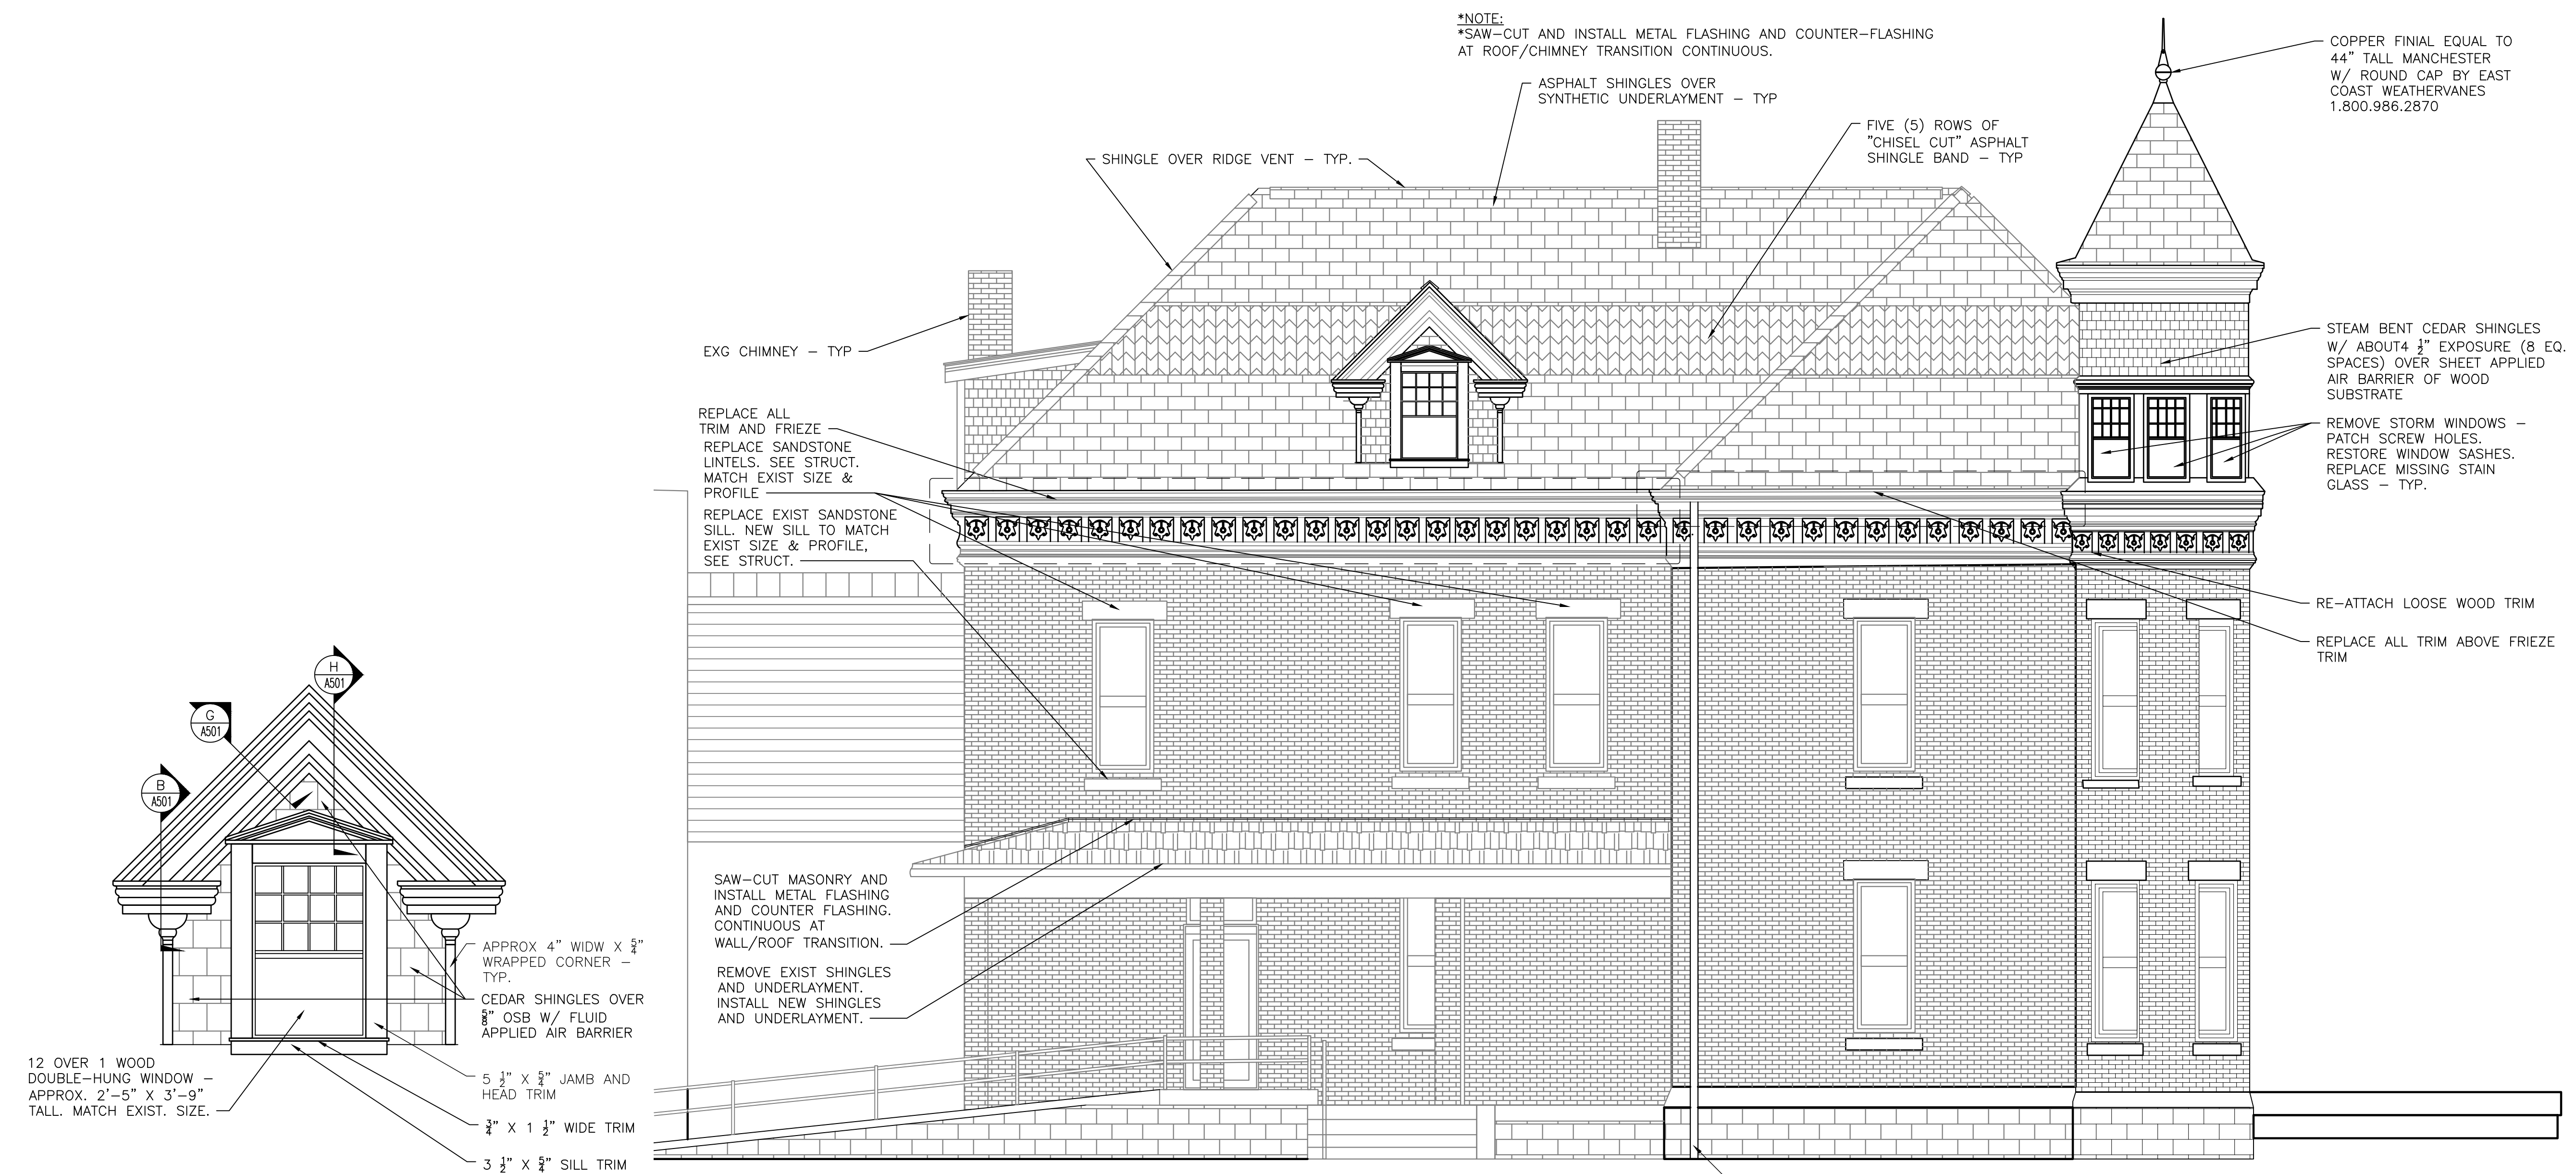 *NOTE:
*SAW-CUT AND INSTALL METAL FLASHING AND COUNTER-FLASHING
AT ROOF/CHIMNEY TRANSITION CONTINUOUS.
COPPER FINIAL EQUAL TO
44" TALL MANCHESTER
W/ ROUND CAP BY EAST
COAST WEATHERVANES
1.800.986.2870
ASPHALT SHINGLES OVER
SYNTHETIC UNDERLAYMENT - TYP
FIVE (5) ROWS OF
"CHISEL CUT" ASPHALT
SHINGLE BAND - TYP
SHINGLE OVER RIDGE VENT - TYP.
EXG CHIMNEY - TYP
STEAM BENT CEDAR SHINGLES
W/ ABOUT4 1/2" EXPOSURE (8 EQ.
SPACES) OVER SHEET APPLIED
AIR BARRIER OF WOOD
SUBSTRATE
REPLACE ALL
TRIM AND FRIEZE
REPLACE SANDSTONE
LINTELS. SEE STRUCT.
MATCH EXIST SIZE &
PROFILE
REPLACE EXIST SANDSTONE
SILL. NEW SILL TO MATCH
EXIST SIZE & PROFILE,
SEE STRUCT.
REMOVE STORM WINDOWS -
PATCH SCREW HOLES.
RESTORE WINDOW SASHES.
REPLACE MISSING STAIN
GLASS - TYP.
RE-ATTACH LOOSE WOOD TRIM
REPLACE ALL TRIM ABOVE FRIEZE
TRIM
H
A501
G
A501
B
A501
SAW-CUT MASONRY AND
INSTALL METAL FLASHING
AND COUNTER FLASHING.
CONTINUOUS AT
WALL/ROOF TRANSITION.
REMOVE EXIST SHINGLES
AND UNDERLAYMENT.
INSTALL NEW SHINGLES
AND UNDERLAYMENT.
APPROX 4" WIDW X 5/4"
WRAPPED CORNER -
TYP.
CEDAR SHINGLES OVER
5/8" OSB W/ FLUID
APPLIED AIR BARRIER
12 OVER 1 WOOD
DOUBLE-HUNG WINDOW -
APPROX. 2'-5" X 3'-9"
TALL. MATCH EXIST. SIZE.
5 1/2" X 5/4" JAMB AND
HEAD TRIM
3/4" X 1 1/2" WIDE TRIM
3 1/2" X 5/4" SILL TRIM